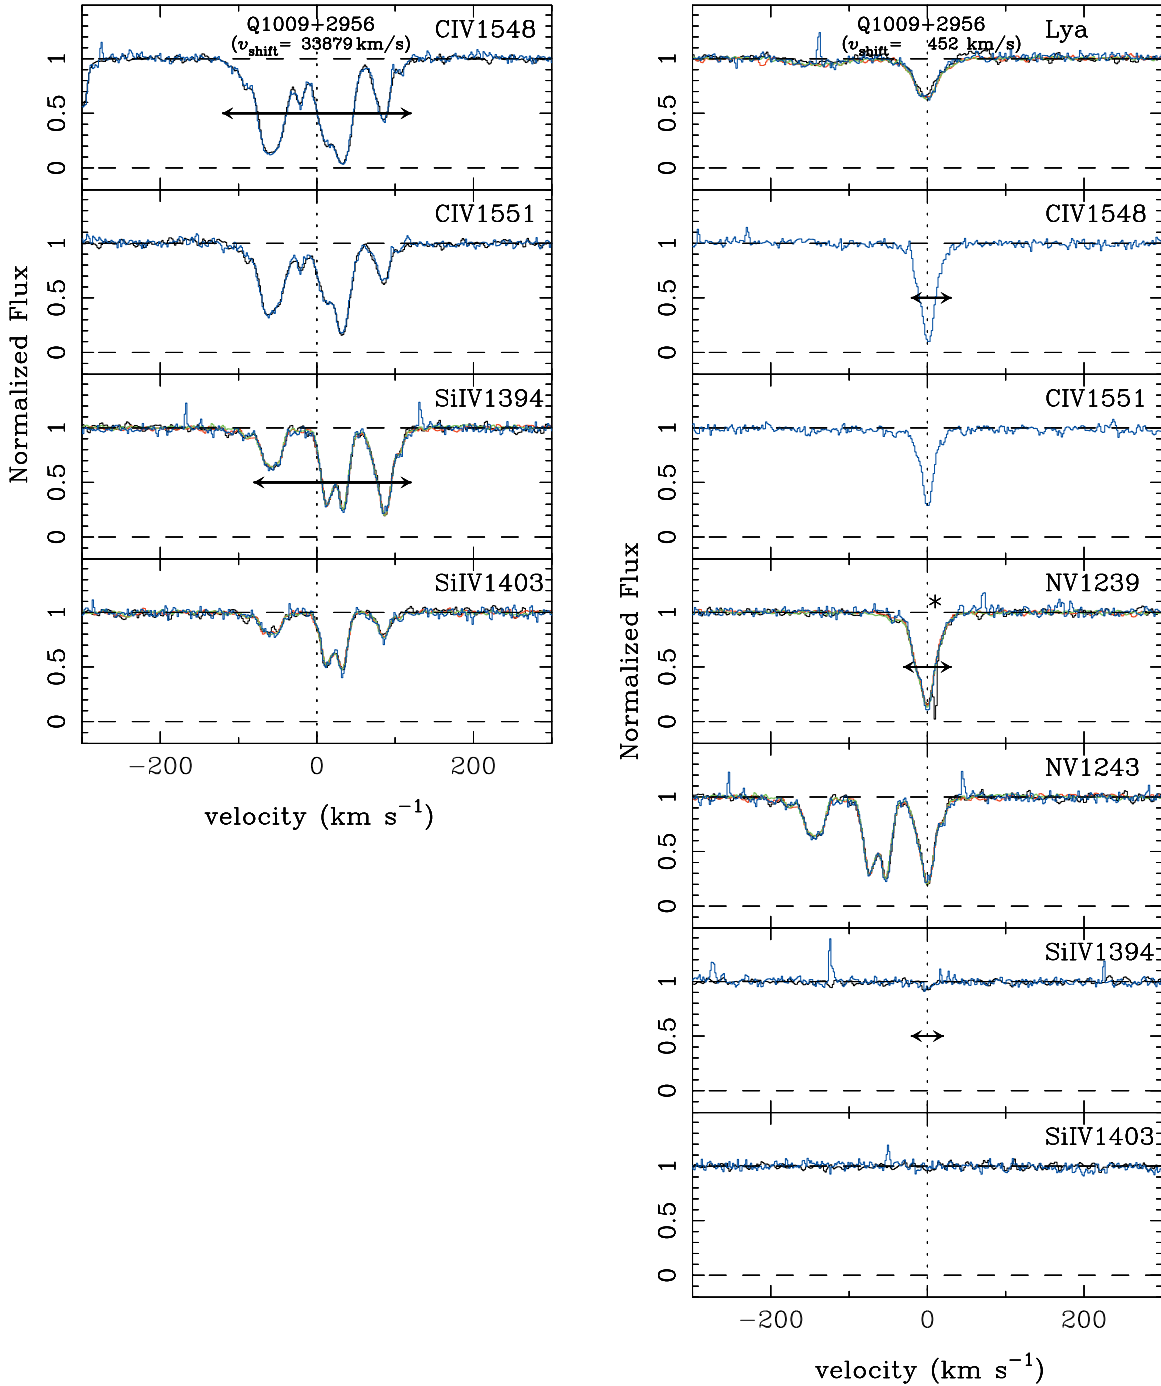 Q1009+2956
(vshift= 33879 km/s)
CIV1548
1
0.5
0
CIV1551
1
0.5
0
SiIV1394
1
0.5
0
SiIV1403
1
0.5
0
Normalized Flux
−200 0 200
velocity (km s−1)
Q1009+2956
(vshift= 452 km/s)
Lya
1
0.5
0
CIV1548
1
0.5
0
CIV1551
1
0.5
0
NV1239
*
1
0.5
0
NV1243
1
0.5
0
SiIV1394
1
0.5
0
SiIV1403
1
0.5
0
Normalized Flux
−200 0 200
velocity (km s−1)